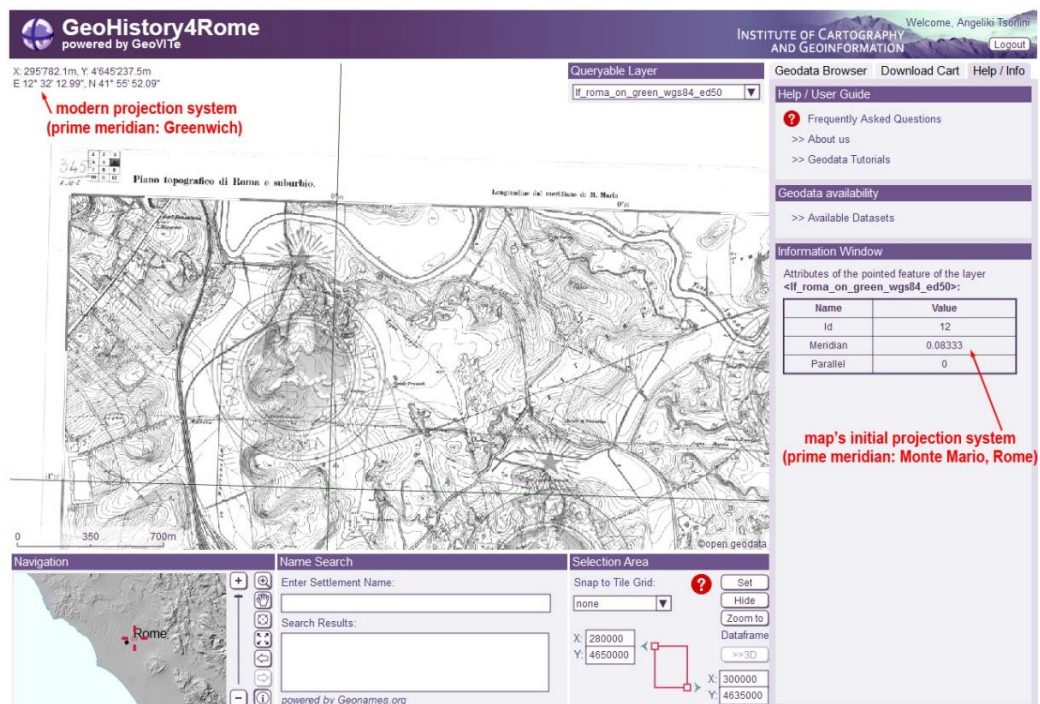 GeoHistory4Rome
powered by GeoVITe
INSTITUTE OF CARTOGRAPHY
AND GEOINFORMATION
Welcome, Angeliki Tsorlini
Logout
X: 295'782.1m, Y: 4'645'237.5m
E 12° 32' 12.99", N 41° 55' 52.09"
modern projection system
(prime meridian: Greenwich)
Queryable Layer
lf_roma_on_green_wgs84_ed50
345
Piano topografico di Roma e suburbio.
Longitudine dal meridiano di M. Mario
0
350
700m
©open geodata
Geodata Browser
Download Cart
Help / Info
Help / User Guide
? Frequently Asked Questions
>> About us
>> Geodata Tutorials
Geodata availability
>> Available Datasets
Information Window
Attributes of the pointed feature of the layer
<lf_roma_on_green_wgs84_ed50>:
Name Value
Id 12
Meridian 0.08333
Parallel 0
map's initial projection system
(prime meridian: Monte Mario, Rome)
Navigation
Rome
Name Search
Enter Settlement Name:
Search Results:
powered by Geonames.org
Selection Area
Snap to Tile Grid:
none
?
Set
Hide
Zoom to
Dataframe
>>3D
X: 280000
Y: 4650000
X: 300000
Y: 4635000